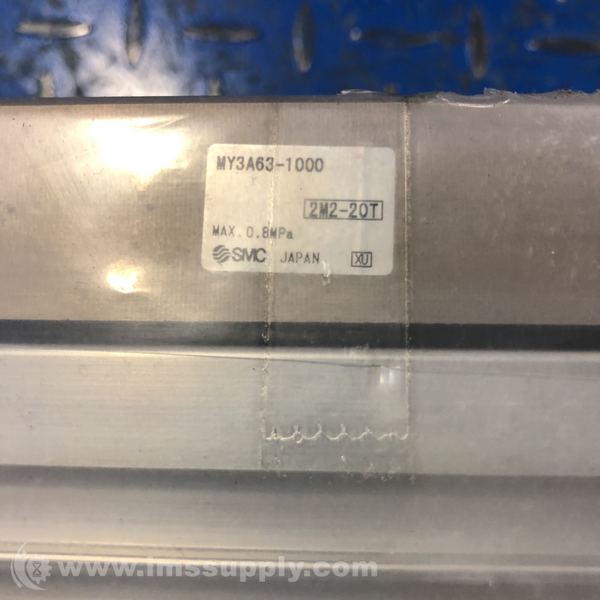 MY3A63-1000
2M2-20T
MAX. 0.8MPa
SMC JAPAN XU
www.imssupply.com